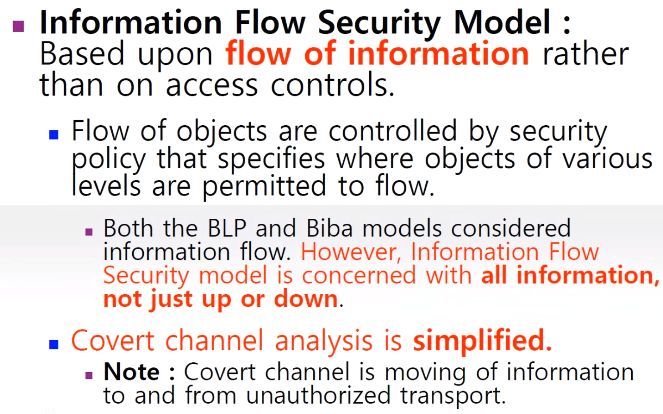 Information Flow Security Model :
Based upon flow of information rather
than on access controls.
Flow of objects are controlled by security
policy that specifies where objects of various
levels are permitted to flow.
Both the BLP and Biba models considered
information flow. However, Information Flow
Security model is concerned with all information,
not just up or down.
Covert channel analysis is simplified.
Note : Covert channel is moving of information
to and from unauthorized transport.